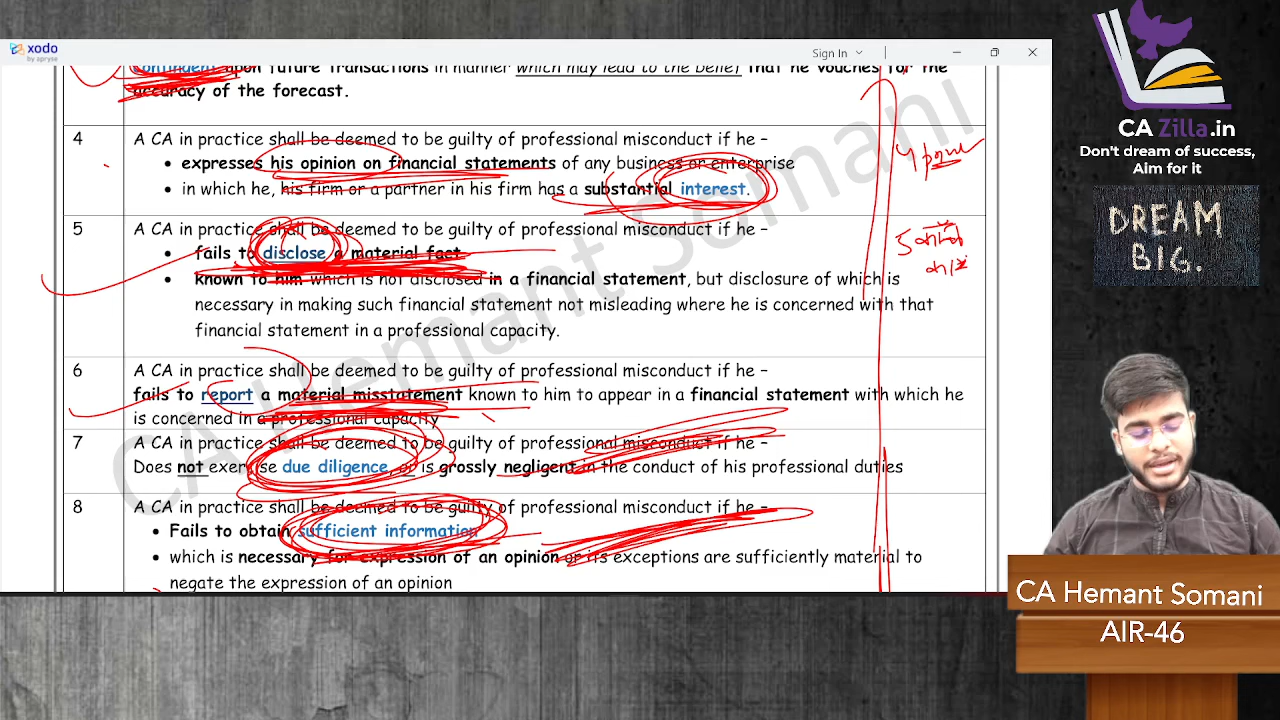 xodo
by apryse
Sign In
contingent upon future transactions in manner which may lead to the belief that he vouches for the
accuracy of the forecast.
4
A CA in practice shall be deemed to be guilty of professional misconduct if he –
• expresses his opinion on financial statements of any business or enterprise
• in which he, his firm or a partner in his firm has a substantial interest.
5
A CA in practice shall be deemed to be guilty of professional misconduct if he –
• fails to disclose a material fact
• known to him which is not disclosed in a financial statement, but disclosure of which is
necessary in making such financial statement not misleading where he is concerned with that
financial statement in a professional capacity.
6
A CA in practice shall be deemed to be guilty of professional misconduct if he –
fails to report a material misstatement known to him to appear in a financial statement with which he
is concerned in a professional capacity
7
A CA in practice shall be deemed to be guilty of professional misconduct if he –
Does not exercise due diligence, or is grossly negligent in the conduct of his professional duties
8
A CA in practice shall be deemed to be guilty of professional misconduct if he –
• Fails to obtain sufficient information
• which is necessary for expression of an opinion or its exceptions are sufficiently material to
negate the expression of an opinion
CA Hemant Somani
CA Zilla.in
Don't dream of success,
Aim for it
DREAM
BIG.
CA Hemant Somani
AIR-46